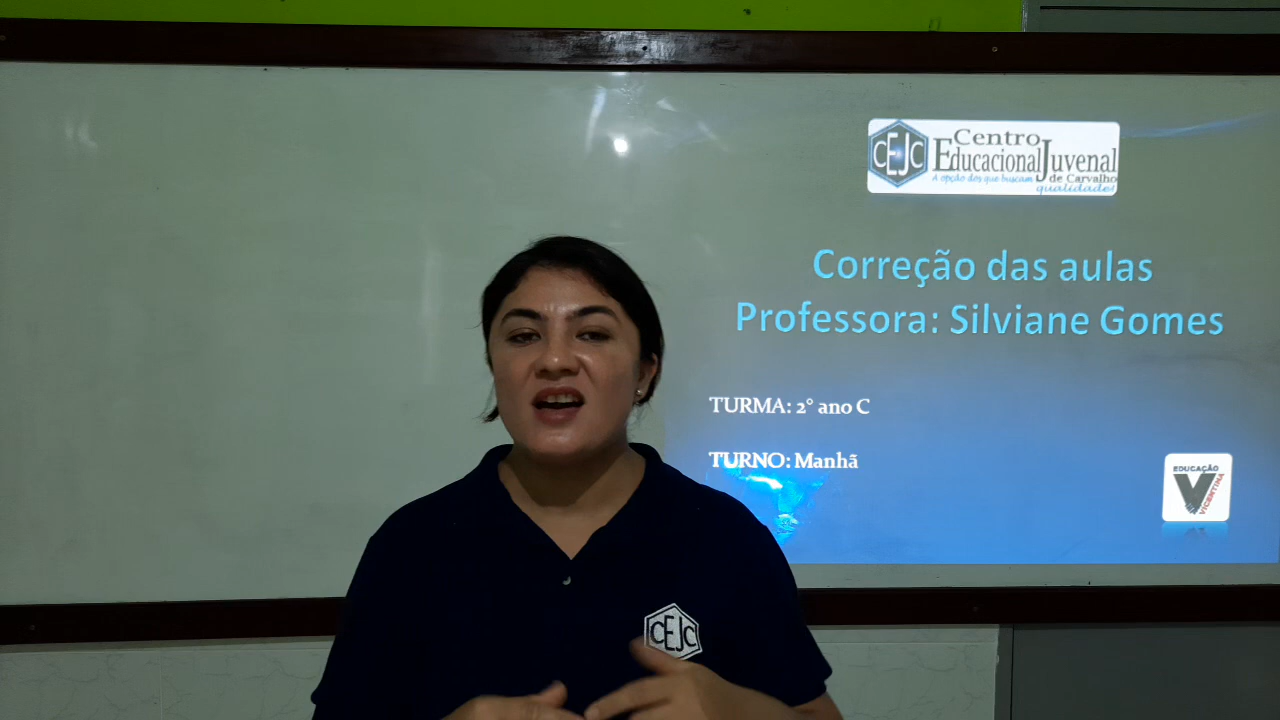 CEJC
Centro
Educacional Juvenal
de Carvalho
A opção dos que buscam
qualidade!
Correção das aulas
Professora: Silviane Gomes
TURMA: 2° ano C
TURNO: Manhã
EDUCAÇÃO
V
VICENTINA
CEJC